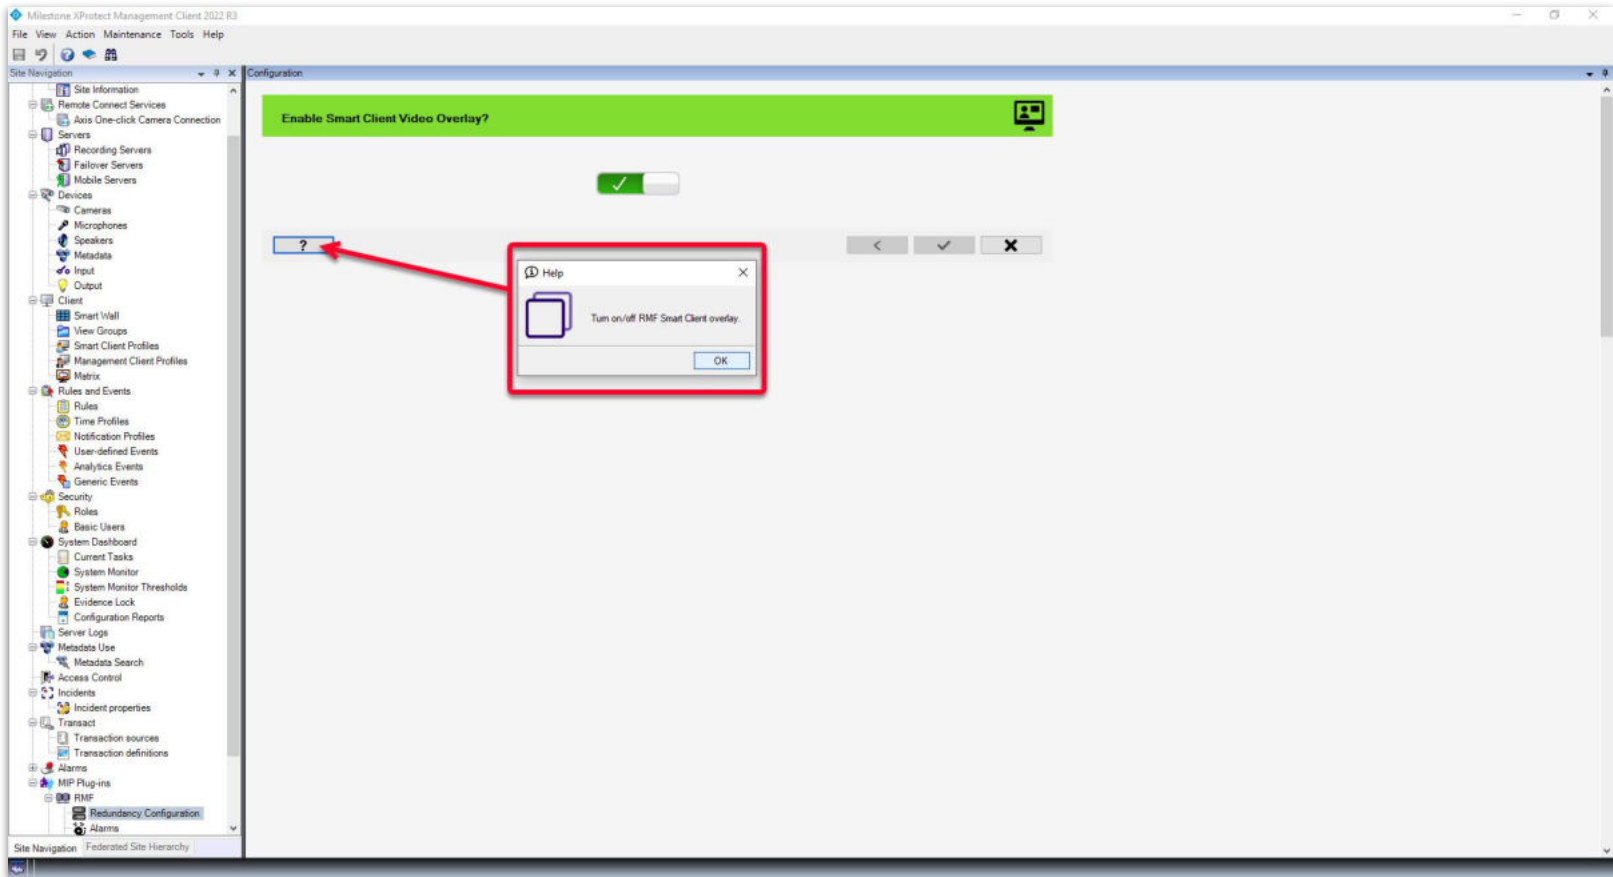 Milestone XProtect Management Client 2022 R3
File View Action Maintenance Tools Help
Site Navigation
Configuration
Site Information
Remote Connect Services
Axis One-click Camera Connection
Servers
Recording Servers
Failover Servers
Mobile Servers
Devices
Cameras
Microphones
Speakers
Metadata
Input
Output
Client
Smart Wall
View Groups
Smart Client Profiles
Management Client Profiles
Matrix
Rules and Events
Rules
Time Profiles
Notification Profiles
User-defined Events
Analytics Events
Generic Events
Security
Roles
Basic Users
System Dashboard
Current Tasks
System Monitor
System Monitor Thresholds
Evidence Lock
Configuration Reports
Server Logs
Metadata Use
Metadata Search
Access Control
Incidents
Incident properties
Transact
Transaction sources
Transaction definitions
Alarms
MIP Plug-ins
RMF
Redundancy Configuration
Alarms
Site Navigation Federated Site Hierarchy
Enable Smart Client Video Overlay?
?
Help
Turn on/off RMF Smart Client overlay.
OK